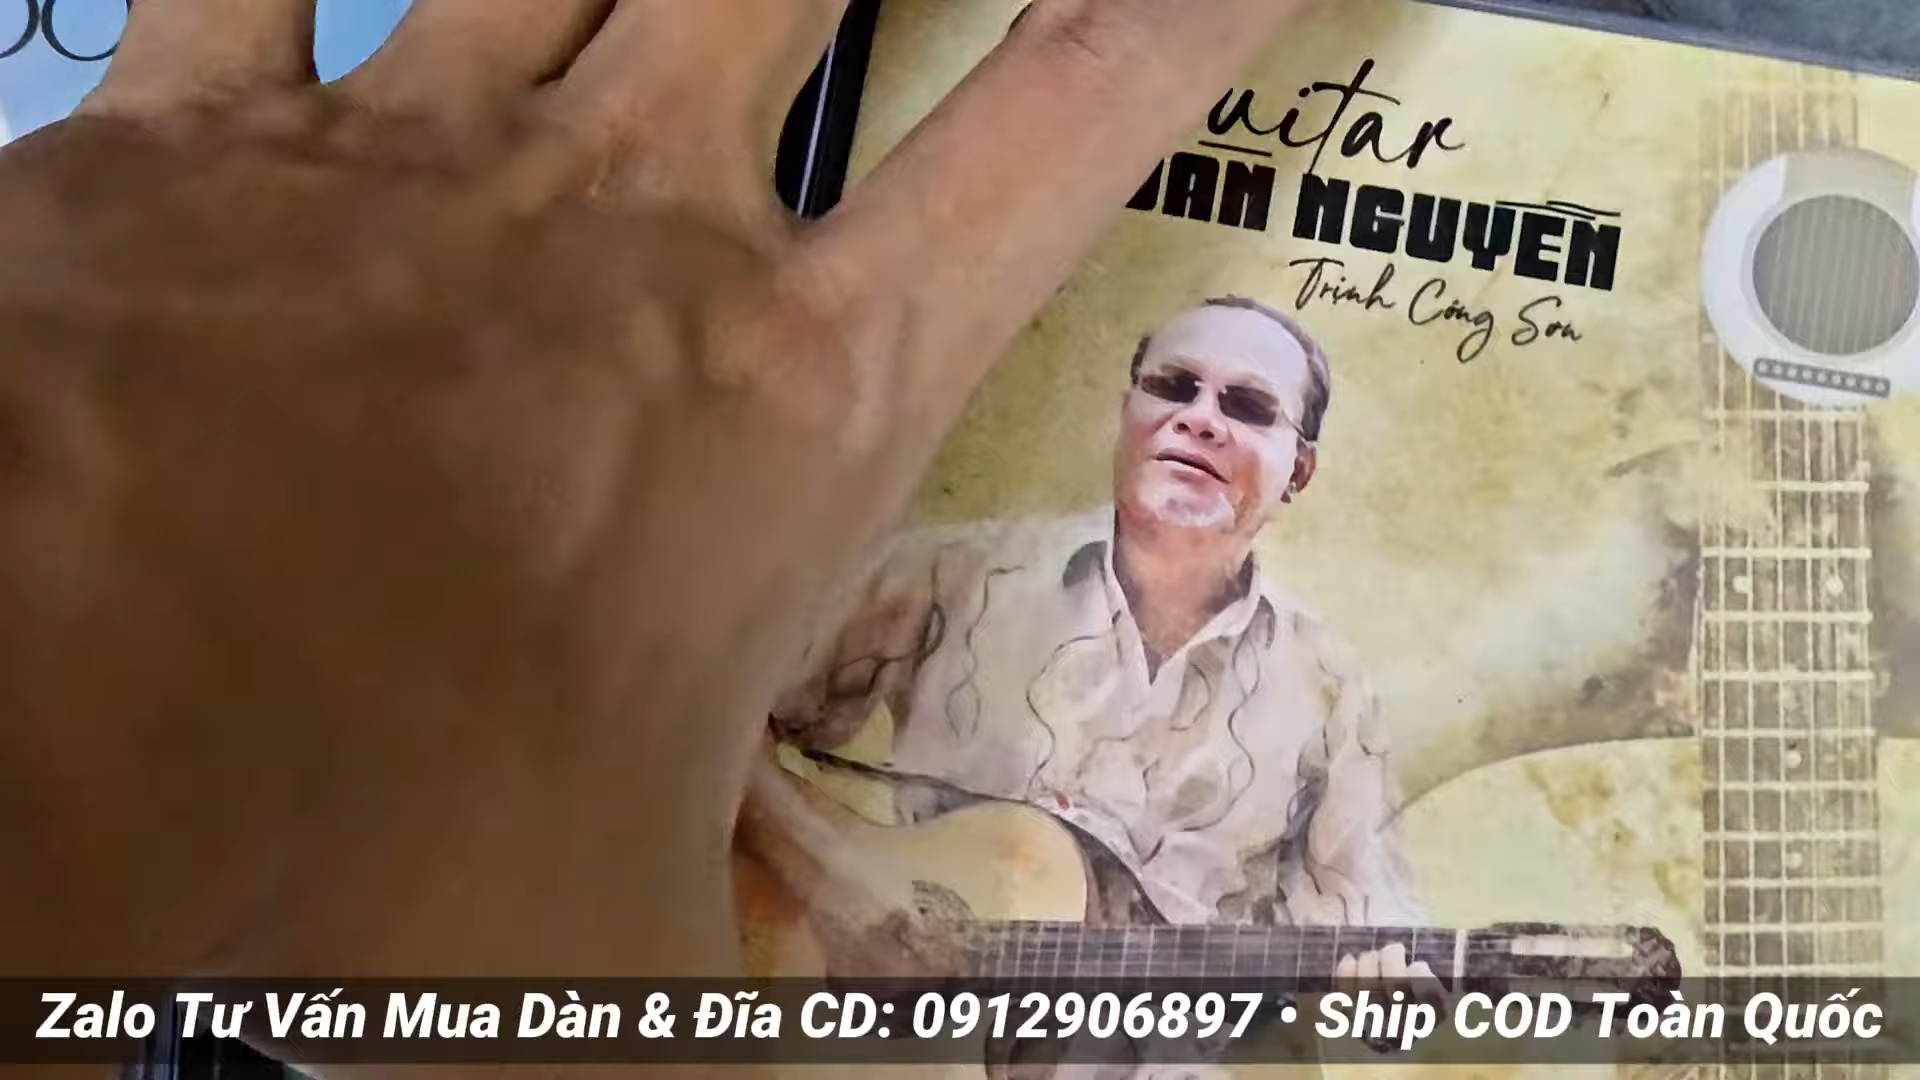 uitar
NGUYỄN
Trịnh Công Sơn
Zalo Tư Vấn Mua Dàn & Đĩa CD: 0912906897 • Ship COD Toàn Quốc